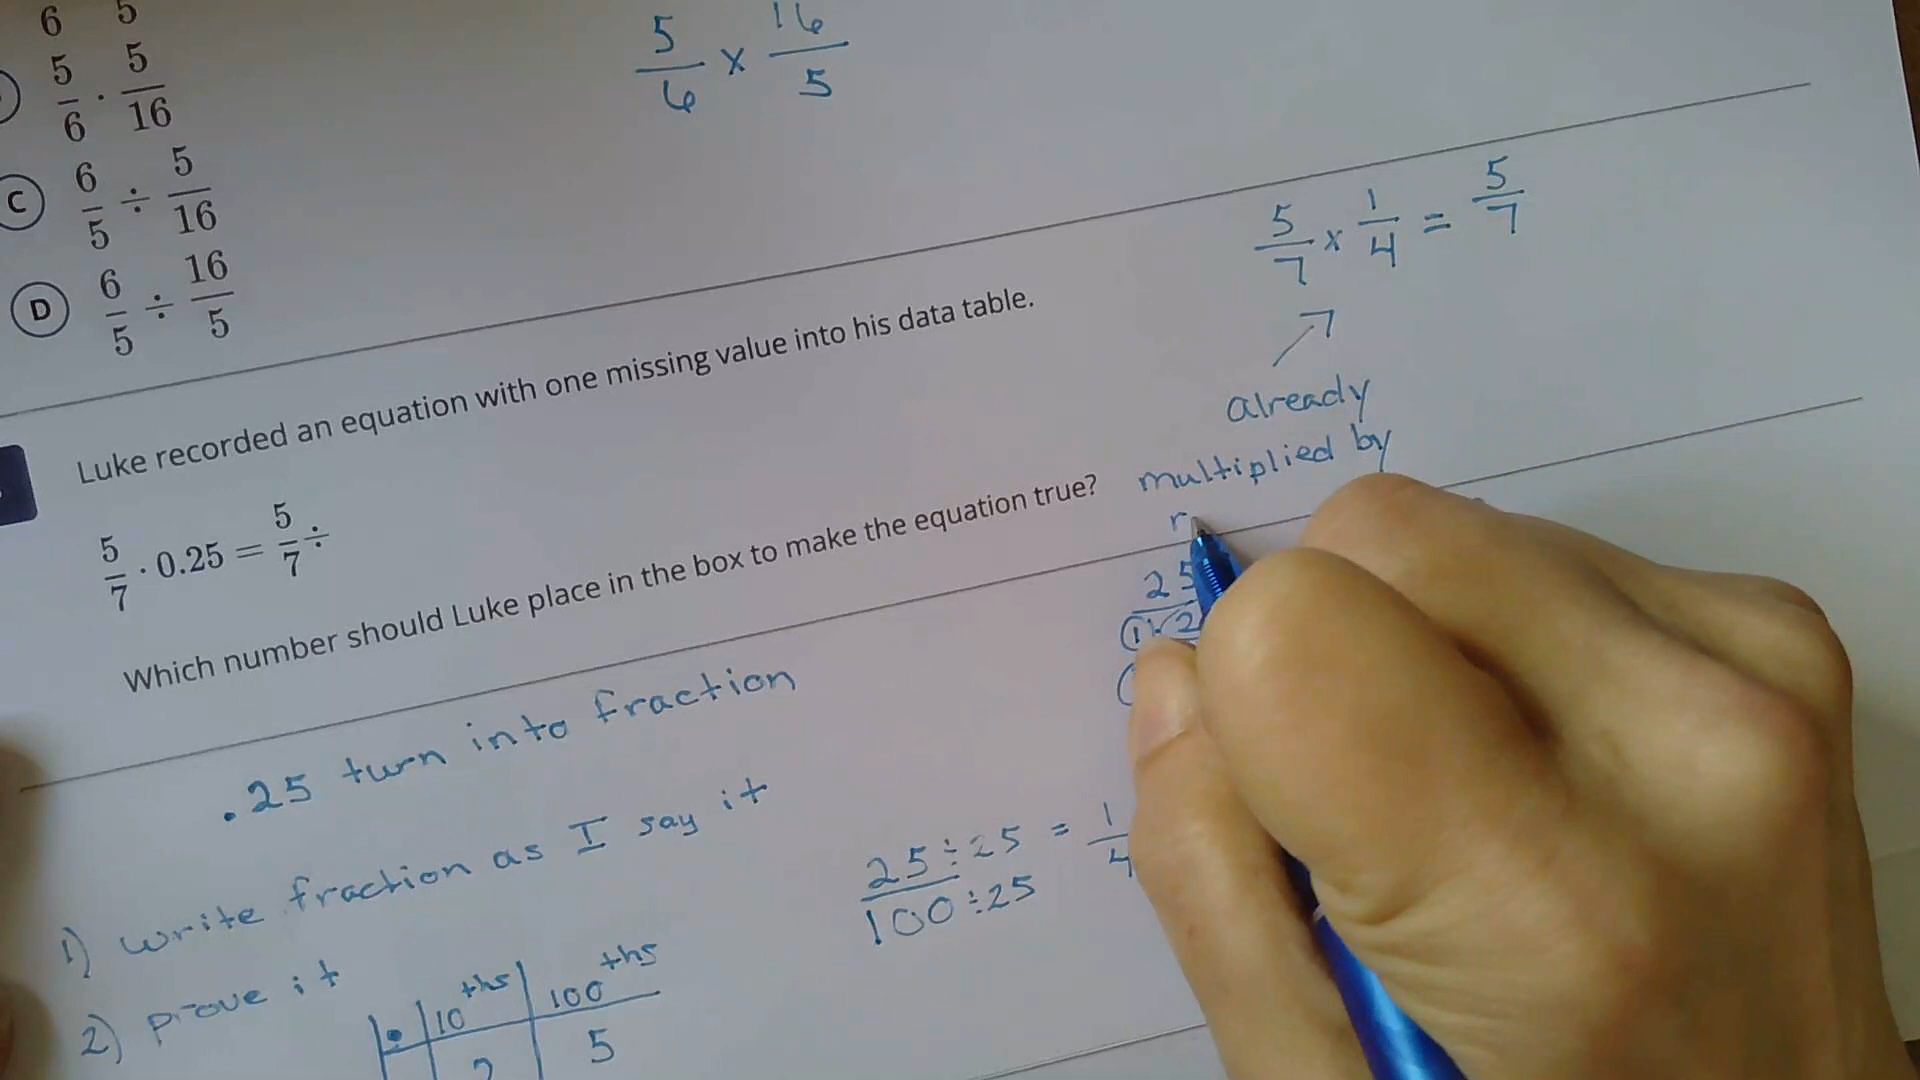 6 5
5/6 · 5/16
5/6 × 16/5
C 6/5 ÷ 5/16
D 6/5 ÷ 16/5
5/7 × 1/4 = 5/7
Luke recorded an equation with one missing value into his data table.
already
multiplied by
r
5/7 · 0.25 = 5/7 ÷
Which number should Luke place in the box to make the equation true?
25
1 · 2
.25 turn into fraction
1) write fraction as I say it
25 ÷ 25 = 1
100 ÷ 25 4
2) prove it
. 10ths 100ths
2 5